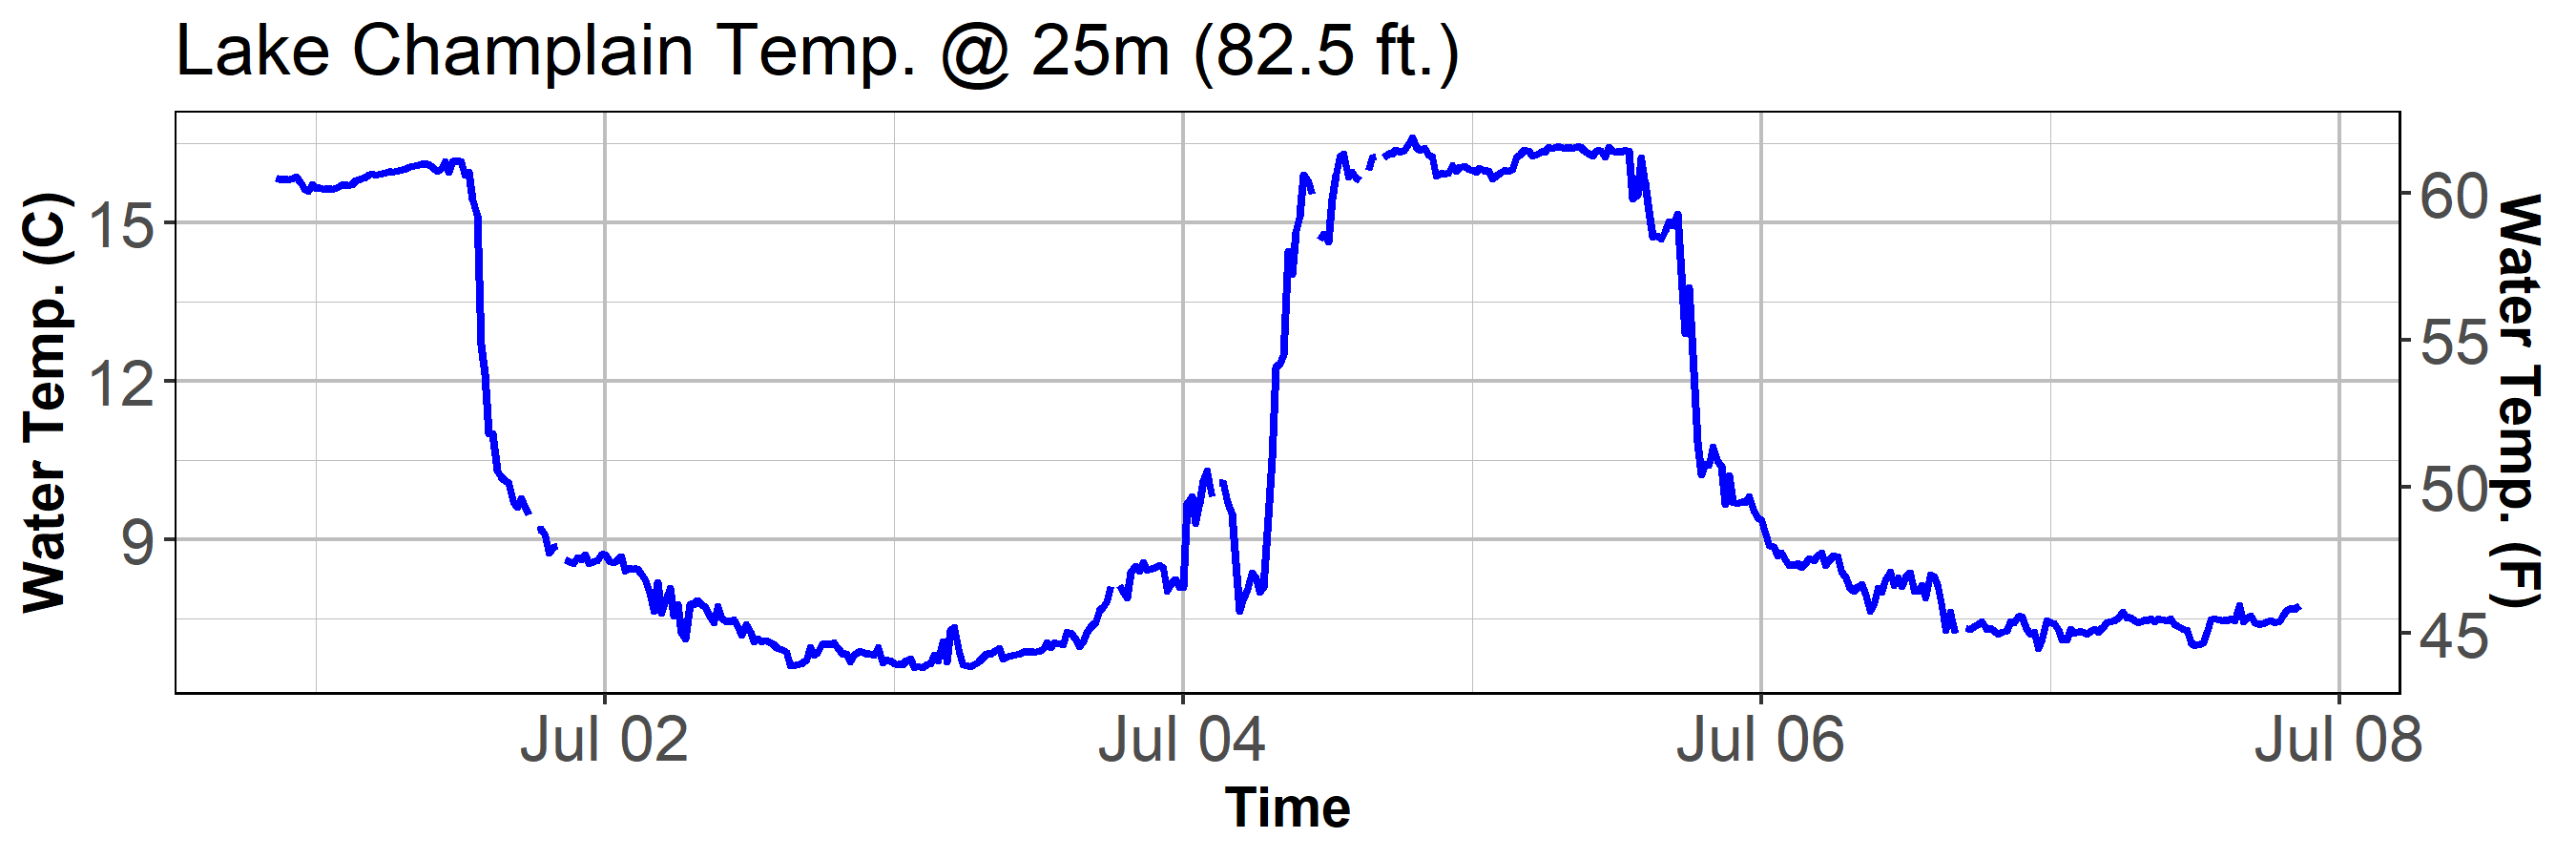 Lake Champlain Temp. @ 25m (82.5 ft.)
Water Temp. (C)
15
12
9
60
55
50
45
Water Temp. (F)
Jul 02
Jul 04
Jul 06
Jul 08
Time